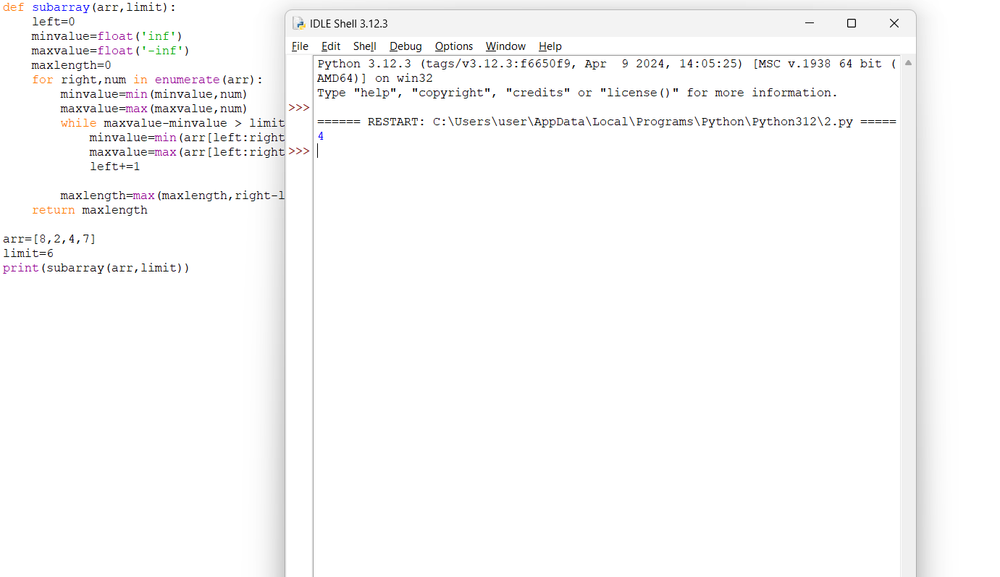 def subarray(arr,limit):
    left=0
    minvalue=float('inf')
    maxvalue=float('-inf')
    maxlength=0
    for right,num in enumerate(arr):
        minvalue=min(minvalue,num)
        maxvalue=max(maxvalue,num)
        while maxvalue-minvalue > limit
            minvalue=min(arr[left:right
            maxvalue=max(arr[left:right
            left+=1
        maxlength=max(maxlength,right-l
    return maxlength
arr=[8,2,4,7]
limit=6
print(subarray(arr,limit))
IDLE Shell 3.12.3
File Edit Shell Debug Options Window Help
Python 3.12.3 (tags/v3.12.3:f6650f9, Apr  9 2024, 14:05:25) [MSC v.1938 64 bit (
AMD64)] on win32
Type "help", "copyright", "credits" or "license()" for more information.
>>>
====== RESTART: C:\Users\user\AppData\Local\Programs\Python\Python312\2.py =====
4
>>>